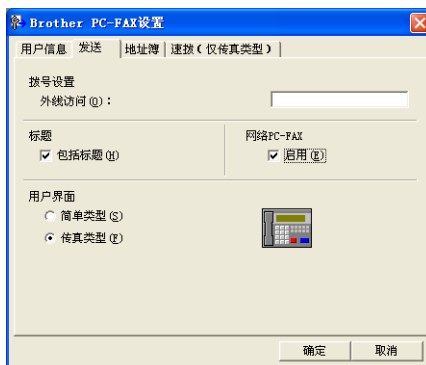 Brother PC-FAX设置
用户信息 发送 地址簿 速拨(仅传真类型)
拨号设置
外线访问(O):
标题 网络PC-FAX
包括标题(H) 启用(E)
用户界面
简单类型(S)
传真类型(F)
确定 取消